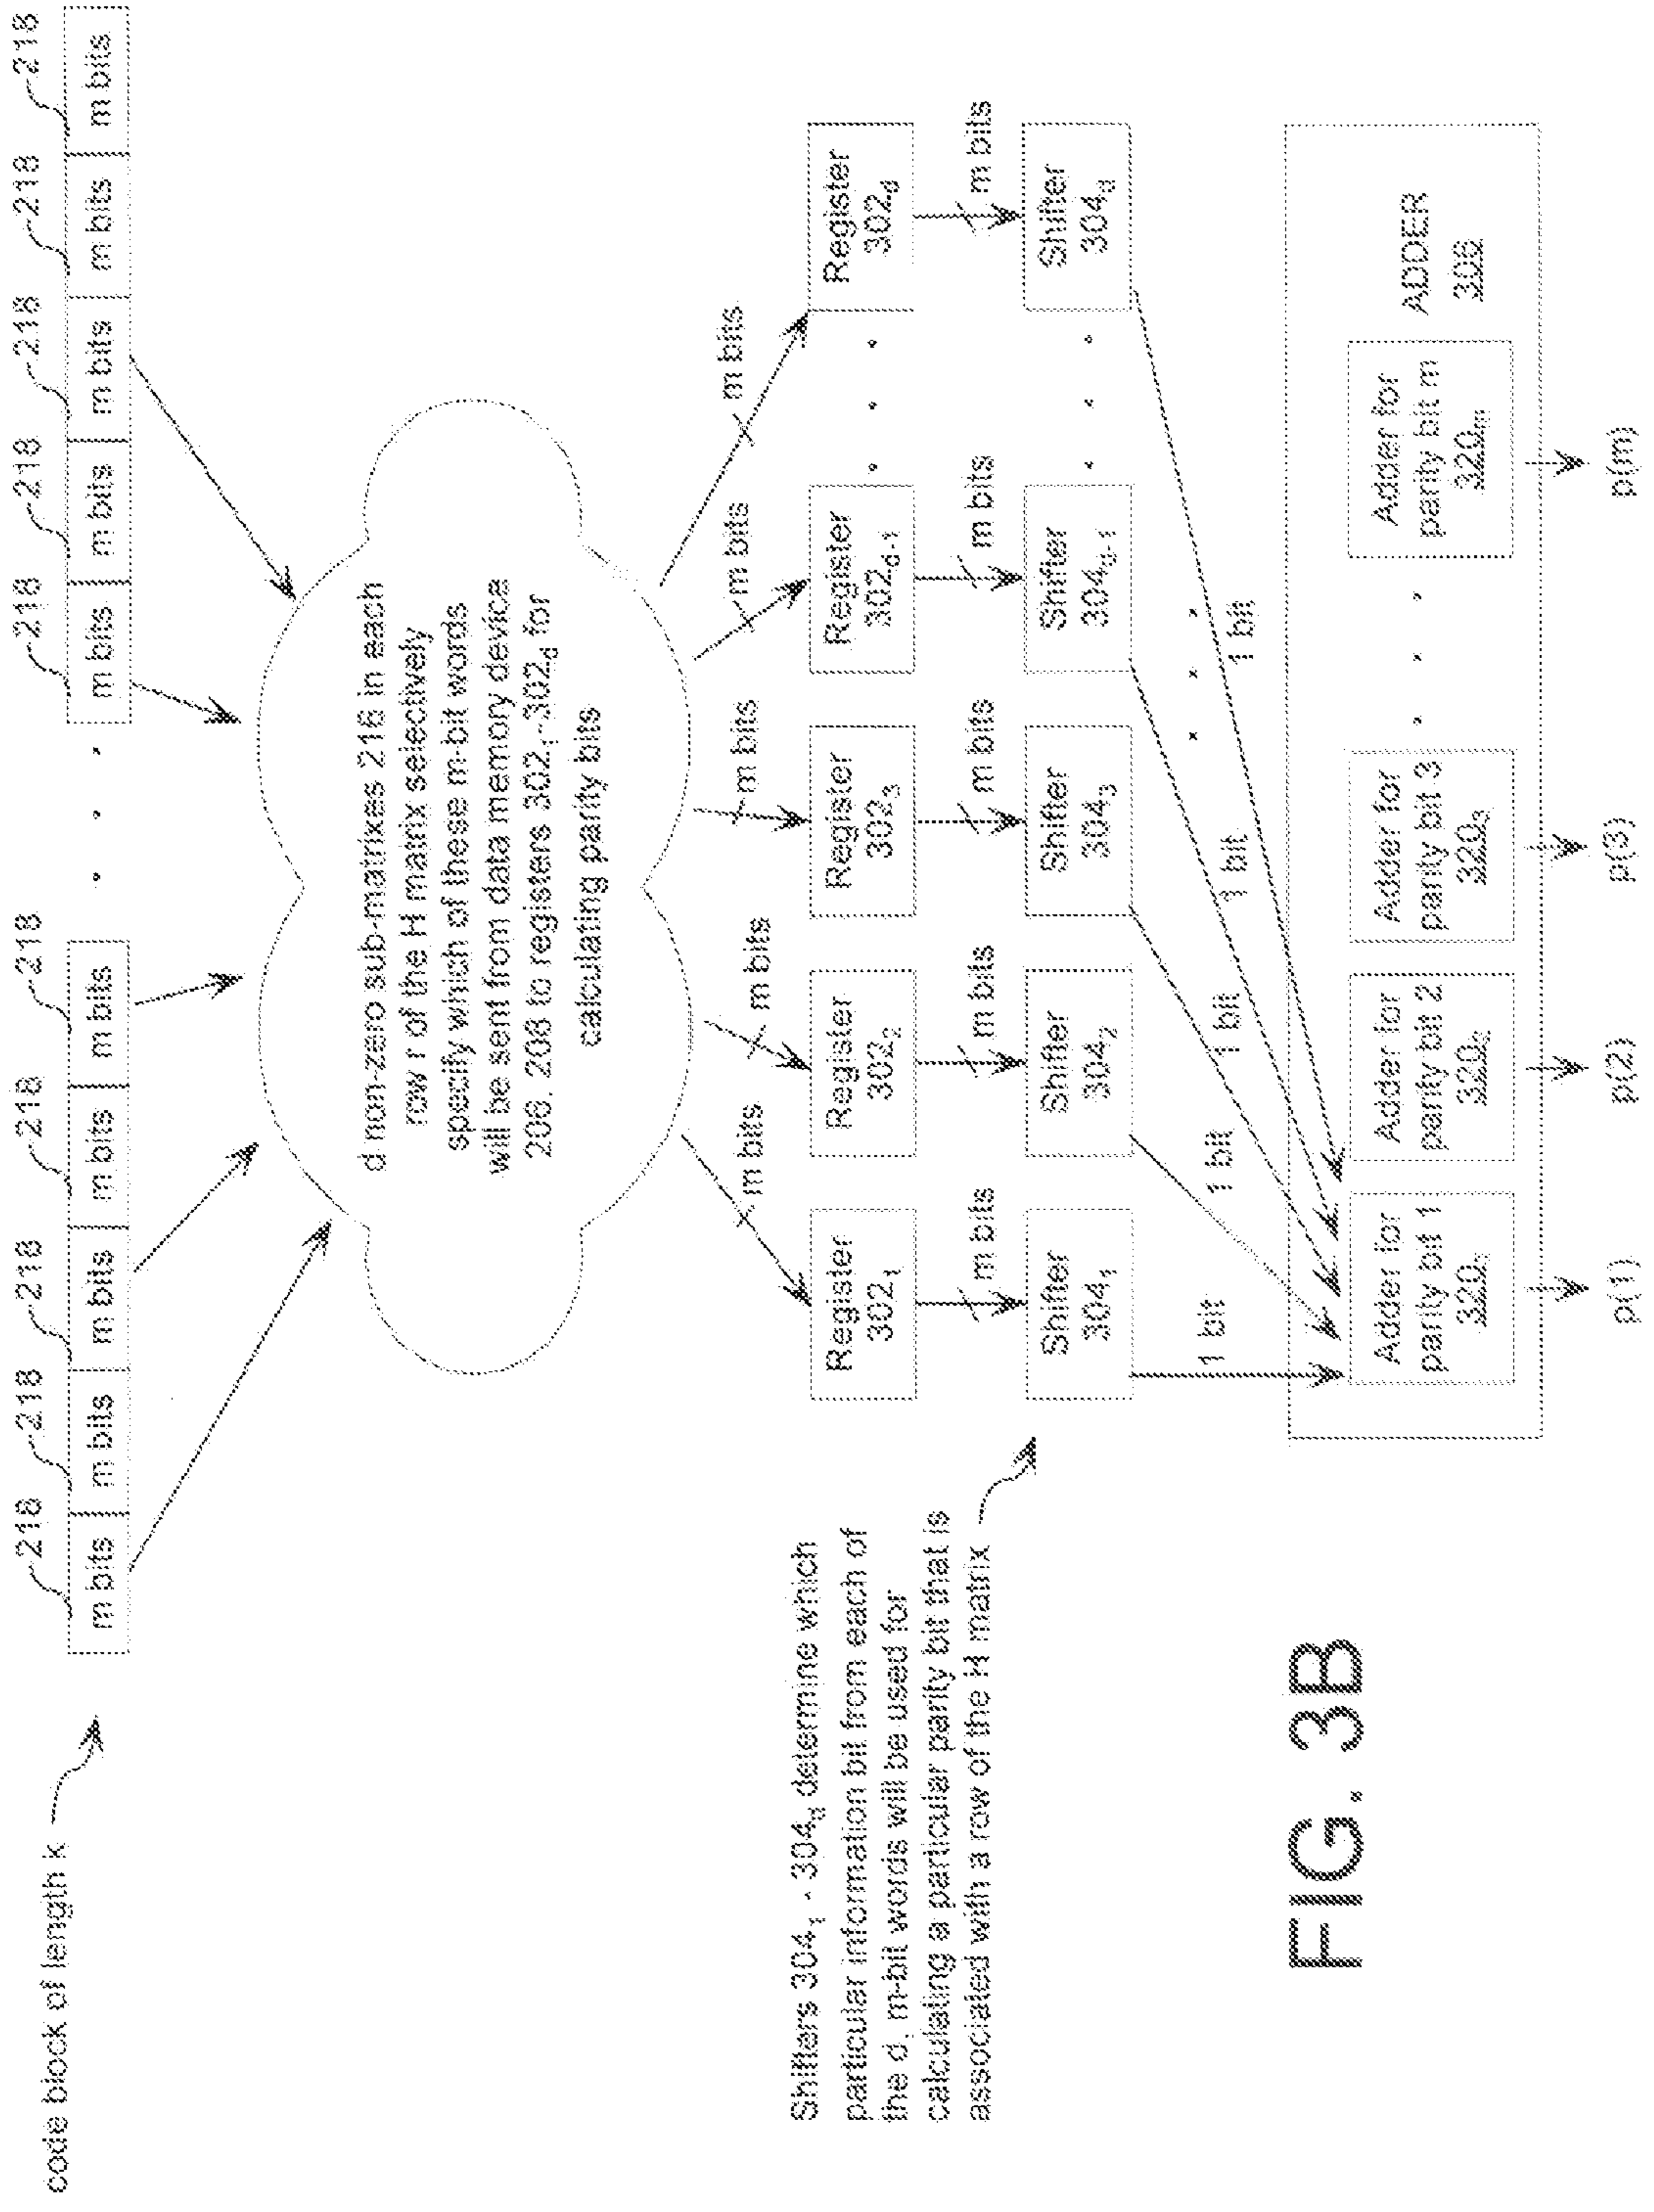 code block of length k
218 218 218 218 218 218 218 218 218 218
m bits m bits m bits m bits m bits . . . m bits m bits m bits m bits m bits
d non-zero sub-matrixes 216 in each
row r of the H matrix selectively
specify which of these m-bit words
will be sent from data memory device
206, 208 to registers 302₁-302d for
calculating parity bits
m bits m bits m bits m bits m bits
Register Register Register Register . . . Register
302₁ 302₂ 302₃ 302d-1 302d
m bits m bits m bits m bits m bits
Shifter Shifter Shifter Shifter . . . Shifter
304₁ 304₂ 304₃ 304d-1 304d
Shifters 304₁ - 304d determine which
particular information bit from each of
the d, m-bit words will be used for
calculating a particular parity bit that is
associated with a row of the H matrix
1 bit 1 bit 1 bit 1 bit . . . 1 bit
Adder for Adder for Adder for . . . Adder for ADDER
parity bit 1 parity bit 2 parity bit 3 parity bit m 306
320₁ 320₂ 320₃ 320m
p(1) p(2) p(3) p(m)
FIG. 3B